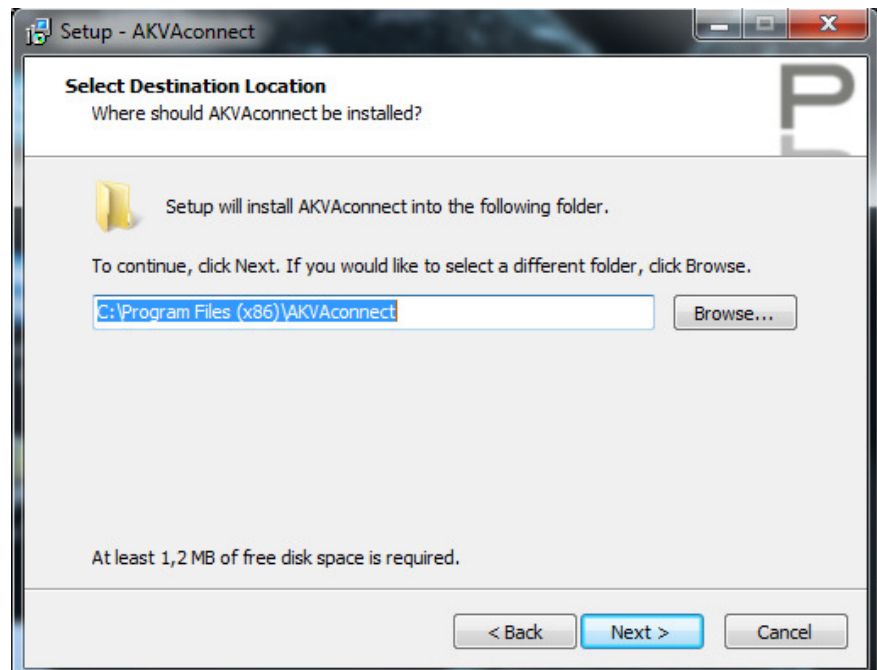 Setup - AKVAconnect
Select Destination Location
Where should AKVAconnect be installed?
P
Setup will install AKVAconnect into the following folder.
To continue, click Next. If you would like to select a different folder, click Browse.
C:\Program Files (x86)\AKVAconnect
Browse...
At least 1,2 MB of free disk space is required.
< Back
Next >
Cancel